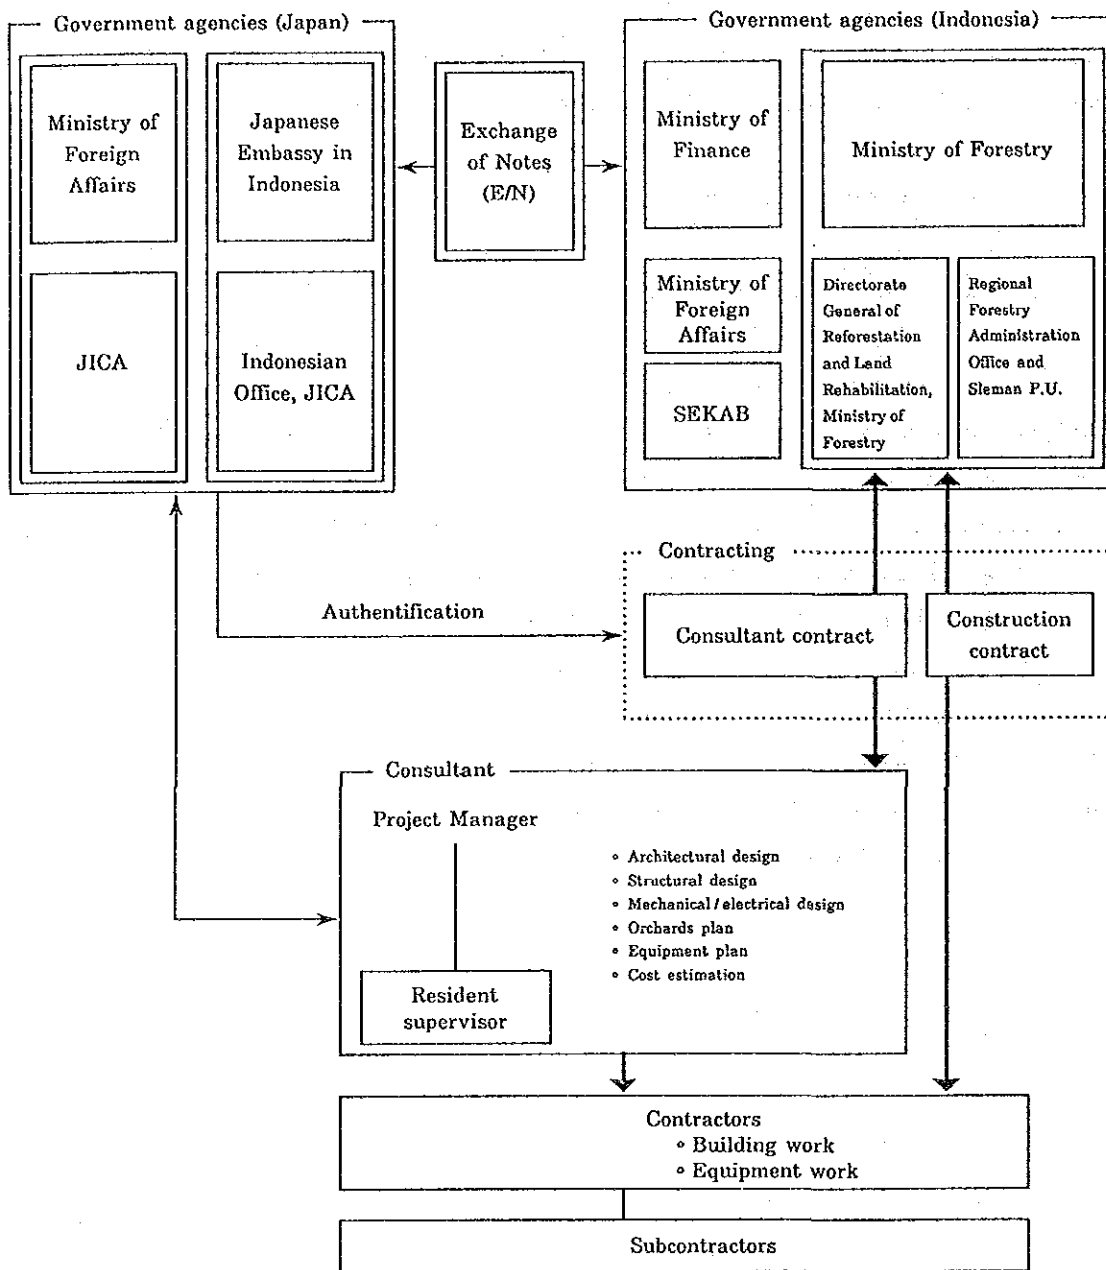 Government agencies (Japan)
Ministry of
Foreign
Affairs
Japanese
Embassy in
Indonesia
JICA
Indonesian
Office, JICA
Exchange
of Notes
(E/N)
Government agencies (Indonesia)
Ministry of
Finance
Ministry of Forestry
Ministry of
Foreign
Affairs
SEKAB
Directorate
General of
Reforestation
and Land
Rehabilitation,
Ministry of
Forestry
Regional
Forestry
Administration
Office and
Sleman P.U.
Contracting
Authentification
Consultant contract
Construction
contract
Consultant
Project Manager
Resident
supervisor
∘ Architectural design
∘ Structural design
∘ Mechanical / electrical design
∘ Orchards plan
∘ Equipment plan
∘ Cost estimation
Contractors
∘ Building work
∘ Equipment work
Subcontractors